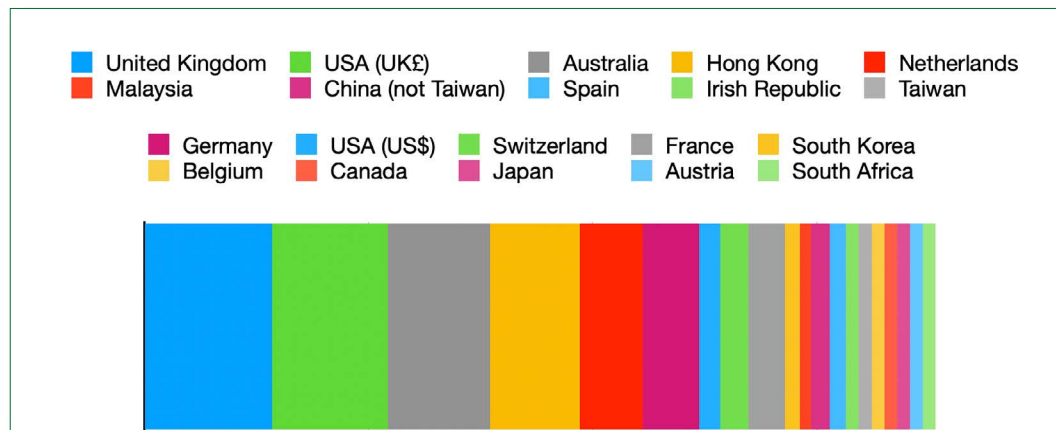 United Kingdom USA (UK£) Australia Hong Kong Netherlands
Malaysia China (not Taiwan) Spain Irish Republic Taiwan
Germany USA (US$) Switzerland France South Korea
Belgium Canada Japan Austria South Africa